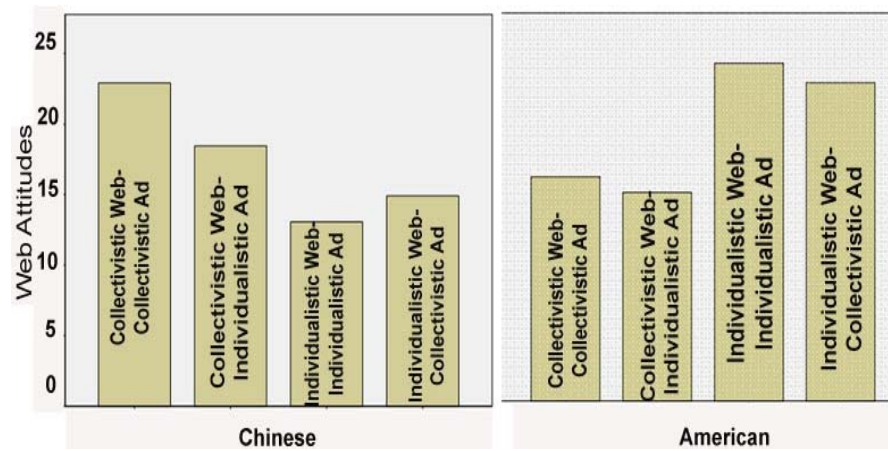 25
20
15
10
5
0
Web Attitudes
Collectivistic Web-
Collectivistic Ad
Collectivistic Web-
Individualistic Ad
Individualistic Web-
Individualistic Ad
Individualistic Web-
Collectivistic Ad
Chinese
Collectivistic Web-
Collectivistic Ad
Collectivistic Web-
Individualistic Ad
Individualistic Web-
Individualistic Ad
Individualistic Web-
Collectivistic Ad
American